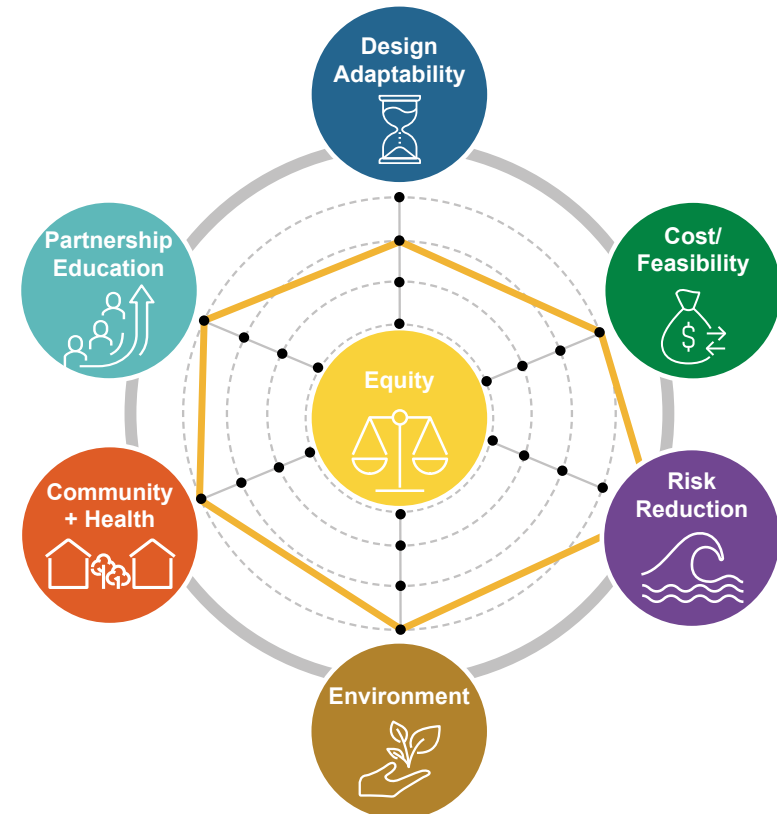 Design
Adaptability
Partnership
Education
Cost/
Feasibility
$
Equity
Community
+ Health
Risk
Reduction
Environment